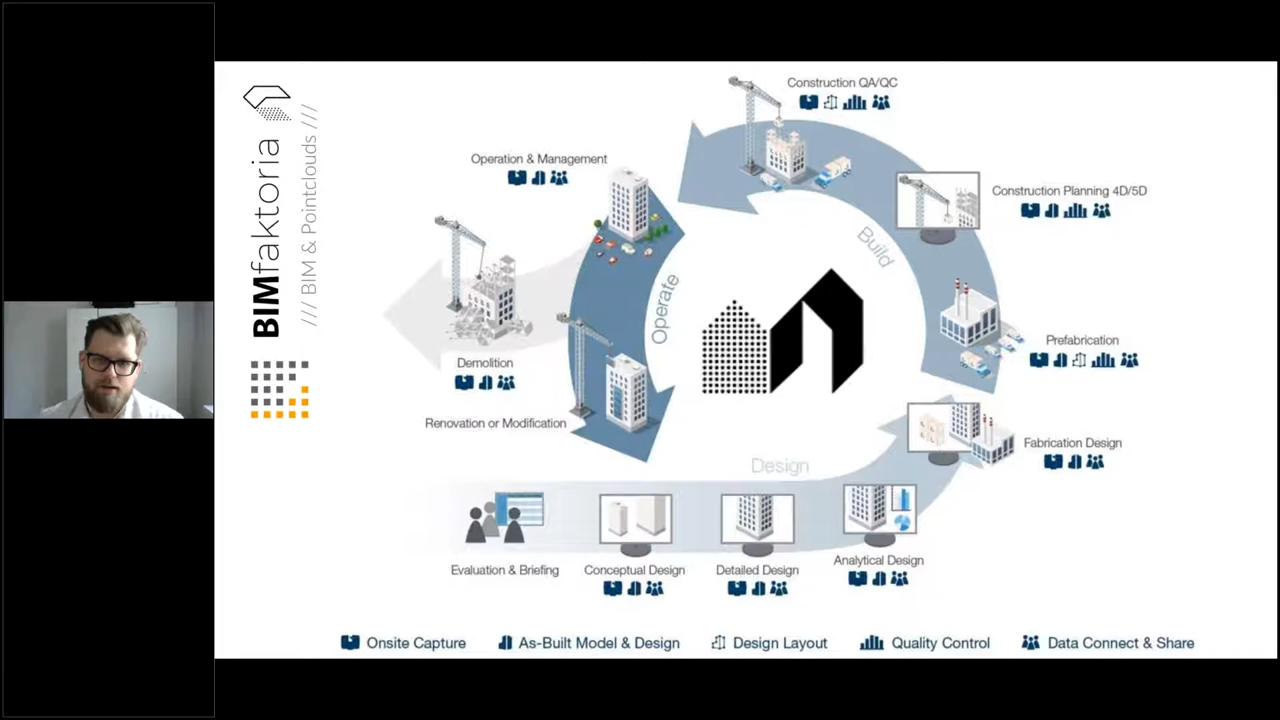 BIMfaktoria
/// BIM & Pointclouds ///
Construction QA/QC
Operation & Management
Construction Planning 4D/5D
Build
Operate
Prefabrication
Demolition
Renovation or Modification
Fabrication Design
Design
Evaluation & Briefing
Conceptual Design
Detailed Design
Analytical Design
Onsite Capture
As-Built Model & Design
Design Layout
Quality Control
Data Connect & Share